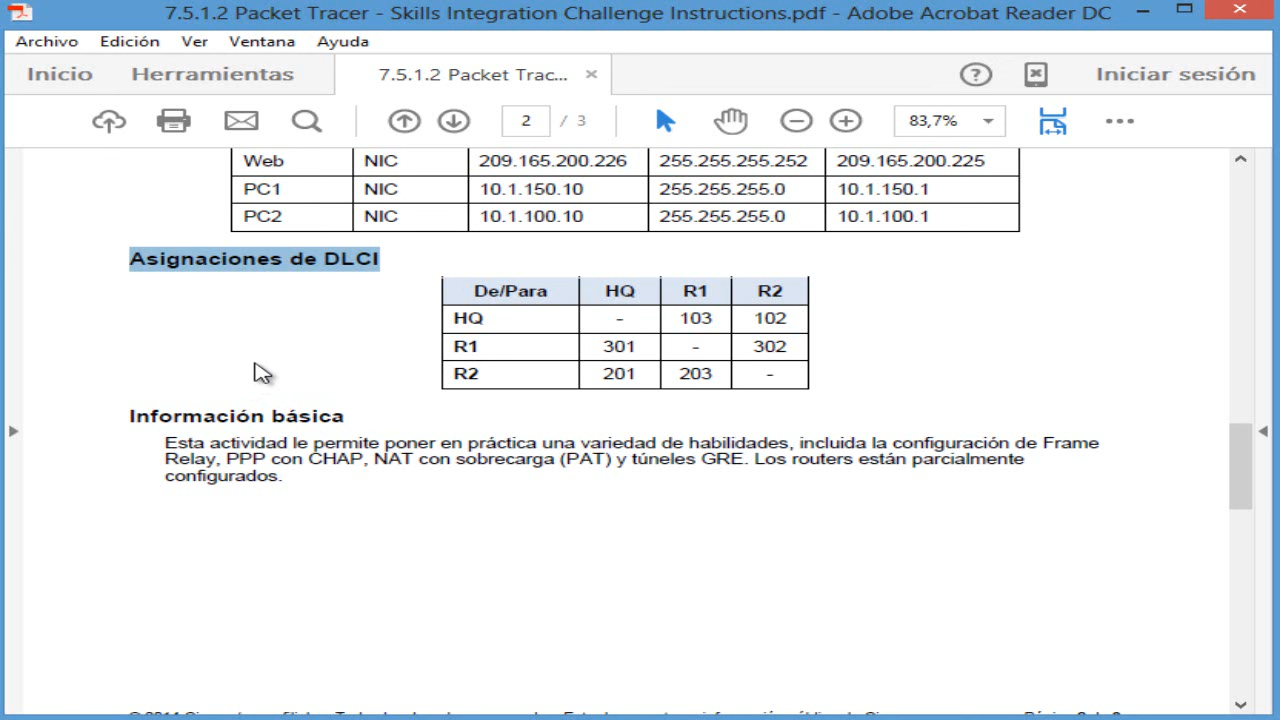 7.5.1.2 Packet Tracer - Skills Integration Challenge Instructions.pdf - Adobe Acrobat Reader DC
Archivo Edición Ver Ventana Ayuda
Inicio Herramientas 7.5.1.2 Packet Trac... Iniciar sesión
2 / 3 83,7%
Web NIC 209.165.200.226 255.255.255.252 209.165.200.225
PC1 NIC 10.1.150.10 255.255.255.0 10.1.150.1
PC2 NIC 10.1.100.10 255.255.255.0 10.1.100.1
Asignaciones de DLCI
De/Para HQ R1 R2
HQ - 103 102
R1 301 - 302
R2 201 203 -
Información básica
Esta actividad le permite poner en práctica una variedad de habilidades, incluida la configuración de Frame
Relay, PPP con CHAP, NAT con sobrecarga (PAT) y túneles GRE. Los routers están parcialmente
configurados.